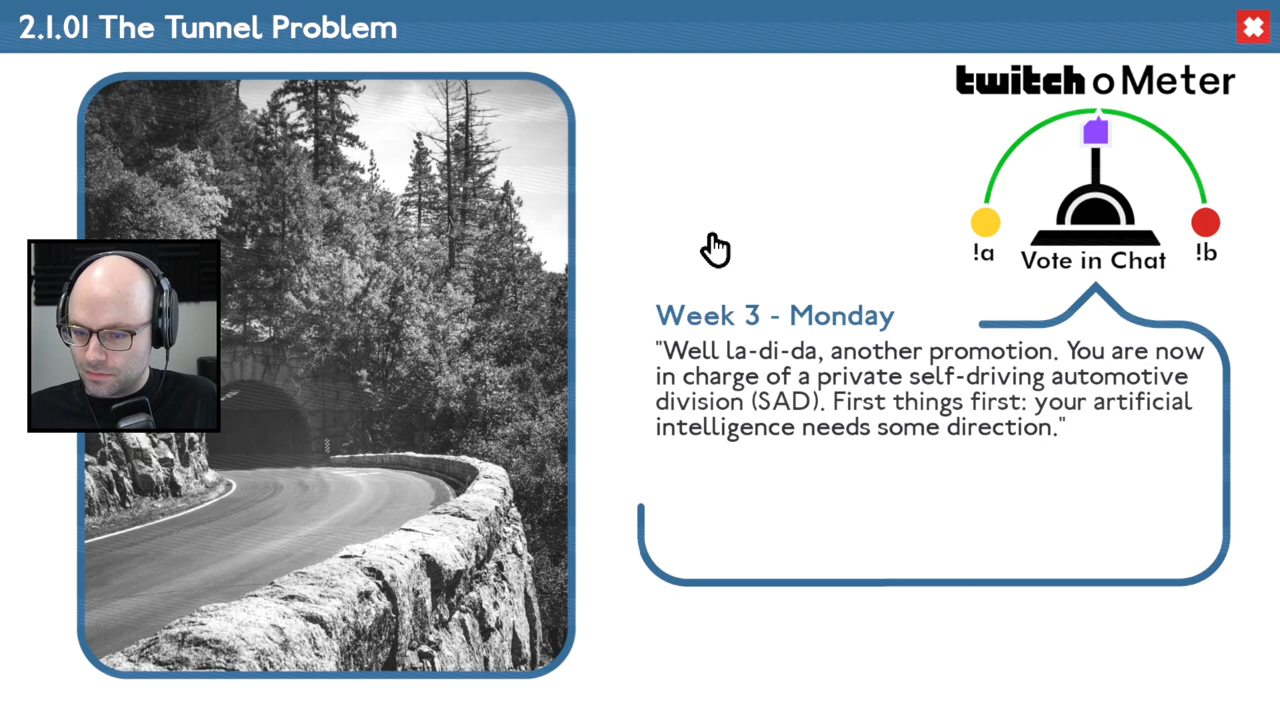 2.1.01 The Tunnel Problem
twitch o Meter
!a
Vote in Chat
!b
Week 3 - Monday
"Well la-di-da, another promotion. You are now
in charge of a private self-driving automotive
division (SAD). First things first: your artificial
intelligence needs some direction."